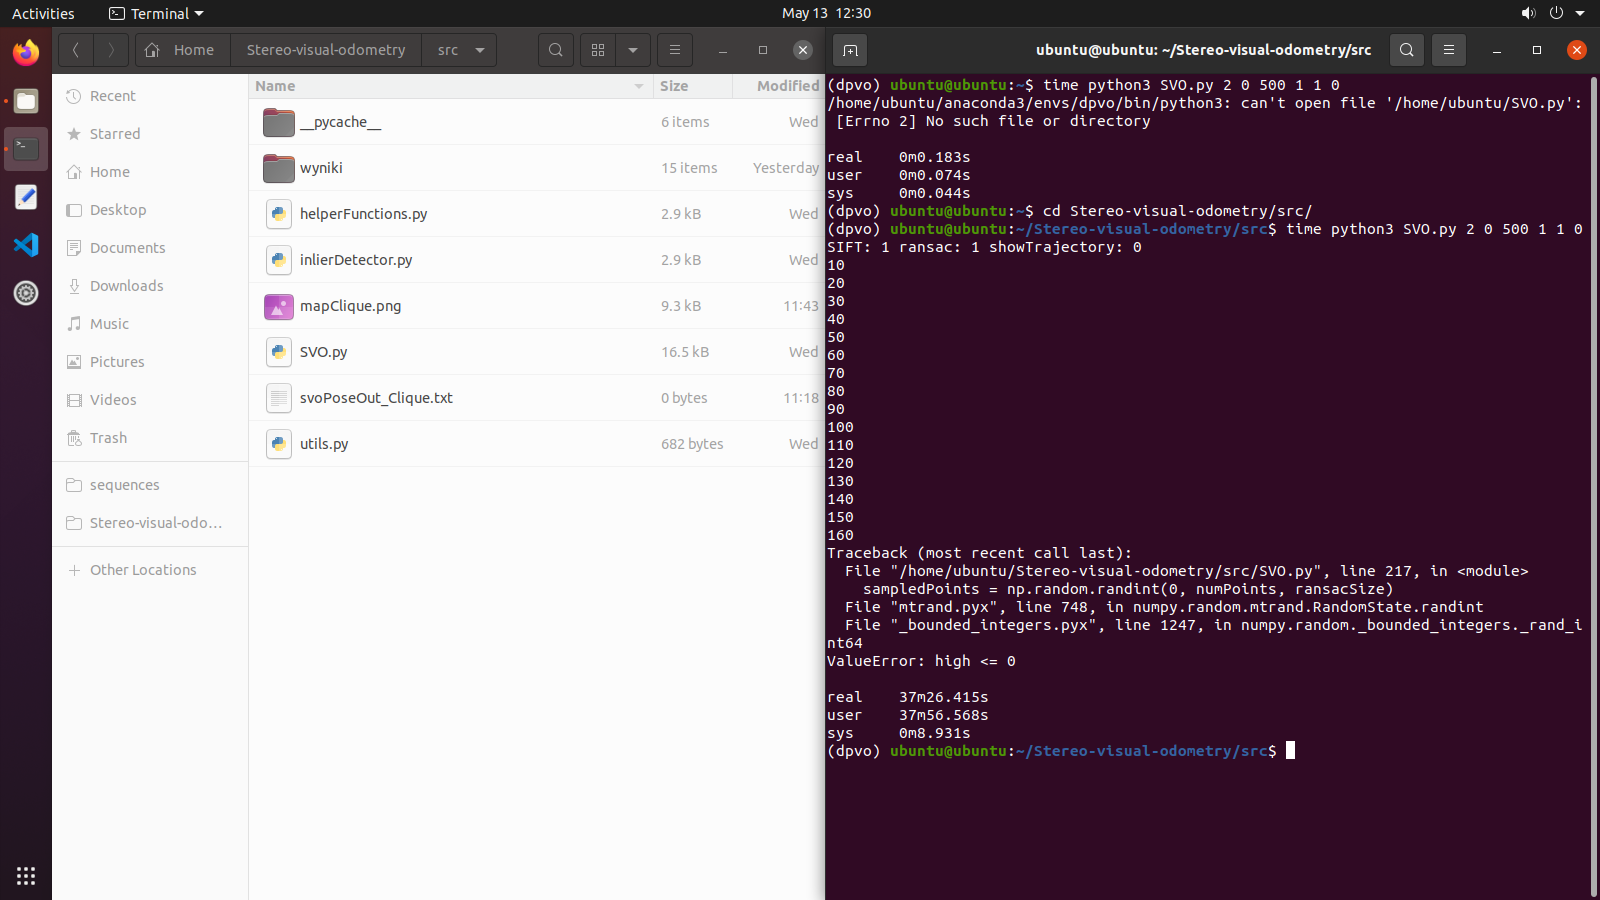 Activities
Terminal
May 13 12:30
Home
Stereo-visual-odometry
src
ubuntu@ubuntu: ~/Stereo-visual-odometry/src
Recent
Starred
Home
Desktop
Documents
Downloads
Music
Pictures
Videos
Trash
sequences
Stereo-visual-odo…
Other Locations
Name Size Modified
__pycache__ 6 items Wed
wyniki 15 items Yesterday
helperFunctions.py 2.9 kB Wed
inlierDetector.py 2.9 kB Wed
mapClique.png 9.3 kB 11:43
SVO.py 16.5 kB Wed
svoPoseOut_Clique.txt 0 bytes 11:18
utils.py 682 bytes Wed
(dpvo) ubuntu@ubuntu:~$ time python3 SVO.py 2 0 500 1 1 0
/home/ubuntu/anaconda3/envs/dpvo/bin/python3: can't open file '/home/ubuntu/SVO.py':
[Errno 2] No such file or directory
real 0m0.183s
user 0m0.074s
sys 0m0.044s
(dpvo) ubuntu@ubuntu:~$ cd Stereo-visual-odometry/src/
(dpvo) ubuntu@ubuntu:~/Stereo-visual-odometry/src$ time python3 SVO.py 2 0 500 1 1 0
SIFT: 1 ransac: 1 showTrajectory: 0
10
20
30
40
50
60
70
80
90
100
110
120
130
140
150
160
Traceback (most recent call last):
File "/home/ubuntu/Stereo-visual-odometry/src/SVO.py", line 217, in <module>
sampledPoints = np.random.randint(0, numPoints, ransacSize)
File "mtrand.pyx", line 748, in numpy.random.mtrand.RandomState.randint
File "_bounded_integers.pyx", line 1247, in numpy.random._bounded_integers._rand_i
nt64
ValueError: high <= 0
real 37m26.415s
user 37m56.568s
sys 0m8.931s
(dpvo) ubuntu@ubuntu:~/Stereo-visual-odometry/src$